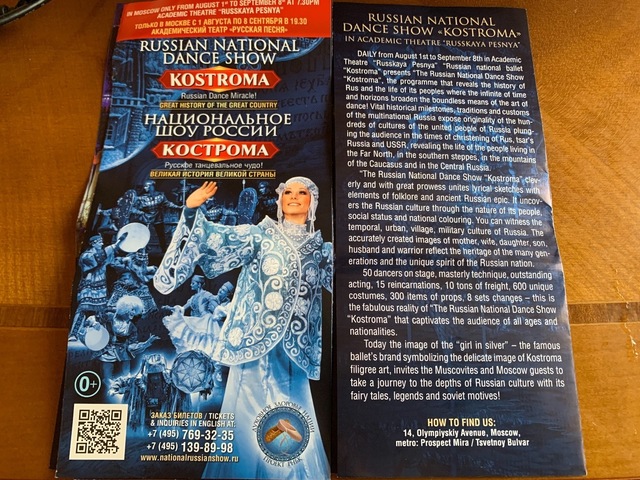 IN MOSCOW ONLY FROM AUGUST 1ST TO SEPTEMBER 8th AT 7.30PM
ACADEMIC THEATRE "RUSSKAYA PESNYA"
ТОЛЬКО В МОСКВЕ С 1 АВГУСТА ПО 8 СЕНТЯБРЯ В 19.30
АКАДЕМИЧЕСКИЙ ТЕАТР «РУССКАЯ ПЕСНЯ»
RUSSIAN NATIONAL
DANCE SHOW
KOSTROMA
Russian Dance Miracle!
GREAT HISTORY OF THE GREAT COUNTRY
НАЦИОНАЛЬНОЕ
ШОУ РОССИИ
КОСТРОМА
Русское танцевальное чудо!
ВЕЛИКАЯ ИСТОРИЯ ВЕЛИКОЙ СТРАНЫ
0+
ЗАКАЗ БИЛЕТОВ / TICKETS
& INQUIRIES IN ENGLISH AT:
+7 (495) 769-32-35
+7 (495) 139-89-98
www.nationalrussianshow.ru
RUSSIAN NATIONAL
DANCE SHOW «KOSTROMA»
IN ACADEMIC THEATRE "RUSSKAYA PESNYA"
DAILY from August 1st to September 8th in Academic
Theatre "Russkaya Pesnya" "Russian national ballet
"Kostroma" presents "The Russian National Dance Show
"Kostroma", the programme that reveals the history of
Rus and the life of its peoples where the infinite of time
and horizons broaden the boundless means of the art of
dance! Vital historical milestones, traditions and customs
of the multinational Russia expose originality of the hun-
dreds of cultures of the united people of Russia plung-
ing the audience in the times of christening of Rus, tsar's
Russia and USSR, revealing the life of the people living in
the Far North, in the southern steppes, in the mountains
of the Caucasus and in the Central Russia.
"The Russian National Dance Show "Kostroma" clev-
erly and with great prowess unites lyrical sketches with
elements of folklore and ancient Russian epic. It uncov-
ers the Russian culture through the nature of its people,
social status and national colouring. You can witness the
temporal, urban, village, military culture of Russia. The
accurately created images of mother, wife, daughter, son,
husband and warrior reflect the heritage of the many gen-
erations and the unique spirit of the Russian nation.
50 dancers on stage, masterly technique, outstanding
acting, 15 reincarnations, 10 tons of freight, 600 unique
costumes, 300 items of props, 8 sets changes – this is
the fabulous reality of "The Russian National Dance Show
"Kostroma" that captivates the audience of all ages and
nationalities.
Today the image of the "girl in silver" – the famous
ballet's brand symbolizing the delicate image of Kostroma
filigree art, invites the Muscovites and Moscow guests to
take a journey to the depths of Russian culture with its
fairy tales, legends and soviet motives!
HOW TO FIND US:
14, Olympiyskiy Avenue, Moscow,
metro: Prospect Mira / Tsvetnoy Bulvar